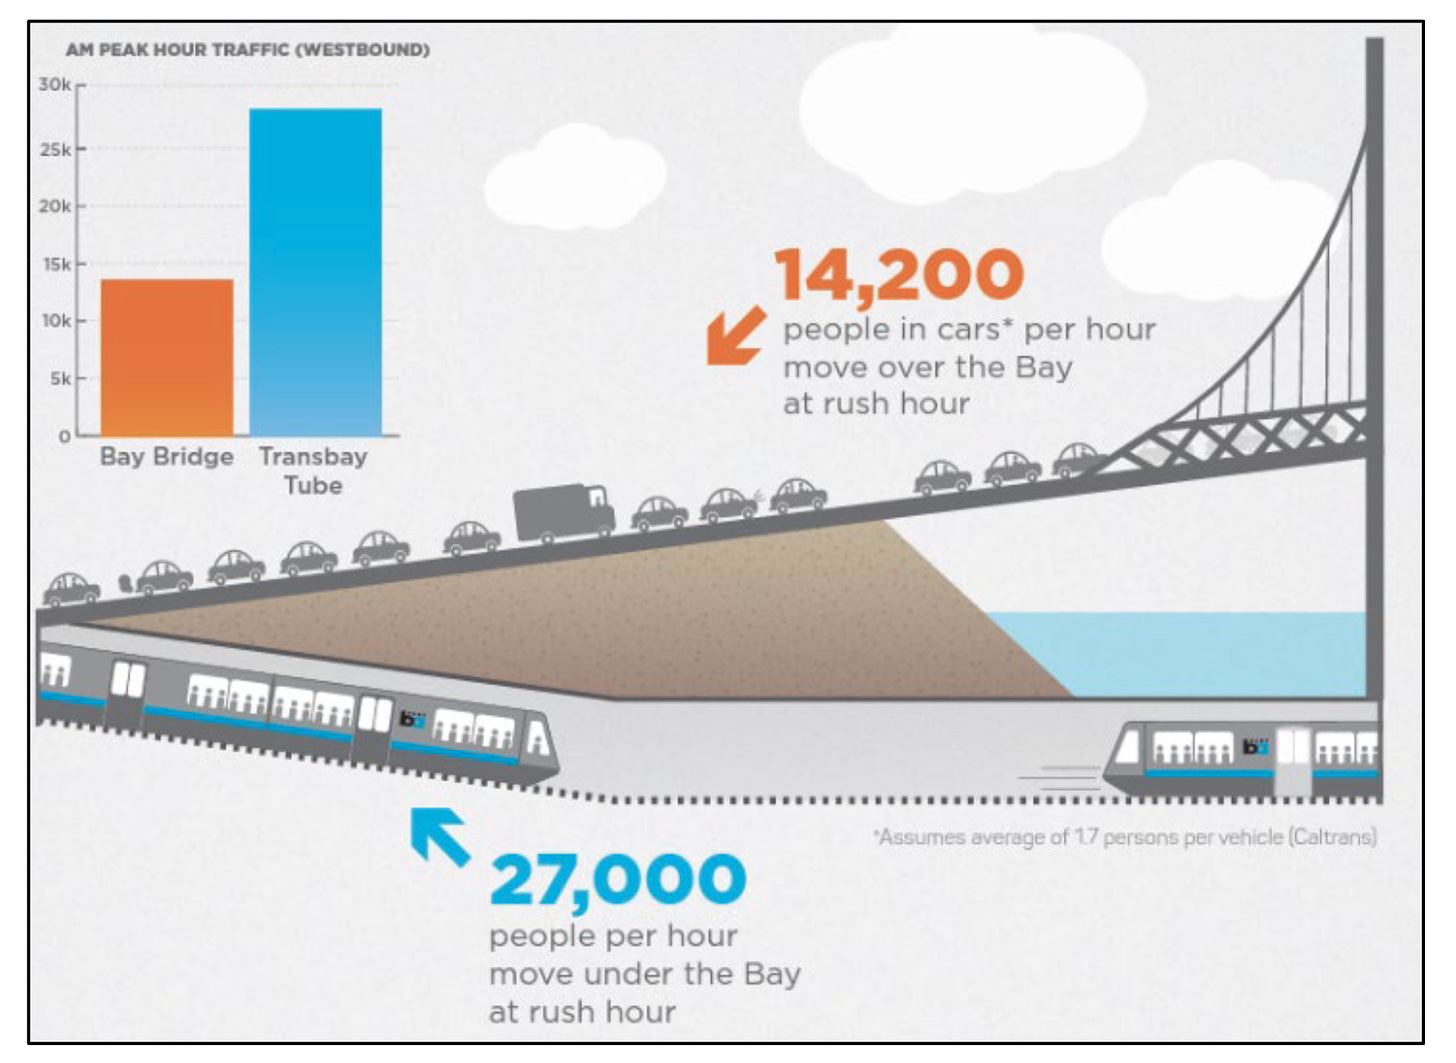 AM PEAK HOUR TRAFFIC (WESTBOUND)
30k
25k
20k
15k
10k
5k
0
Bay Bridge
Transbay
Tube
14,200
people in cars* per hour
move over the Bay
at rush hour
ba
ba
*Assumes average of 1.7 persons per vehicle (Caltrans)
27,000
people per hour
move under the Bay
at rush hour